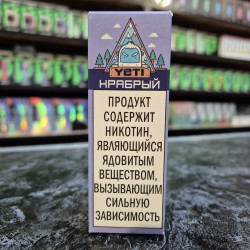 YETI
ХРАБРЫЙ
ПРОДУКТ
СОДЕРЖИТ
НИКОТИН,
ЯВЛЯЮЩИЙСЯ
ЯДОВИТЫМ
ВЕЩЕСТВОМ,
ВЫЗЫВАЮЩИМ
СИЛЬНУЮ
ЗАВИСИМОСТЬ